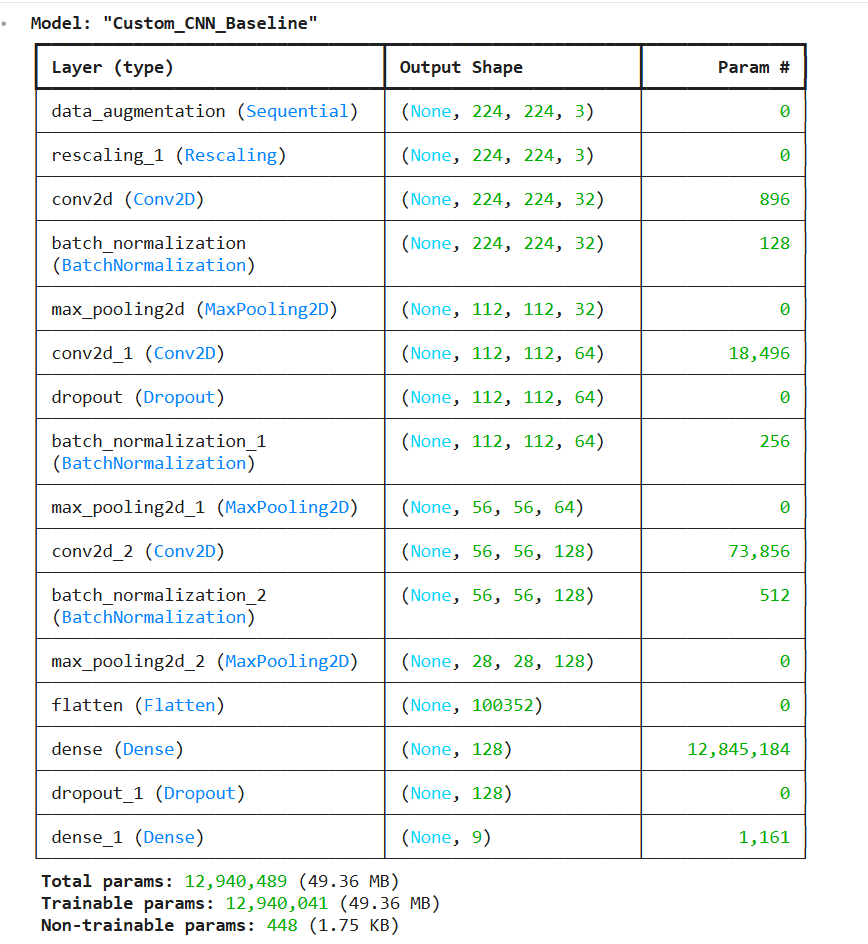 Model: "Custom_CNN_Baseline"
Layer (type) Output Shape Param #
data_augmentation (Sequential) (None, 224, 224, 3) 0
rescaling_1 (Rescaling) (None, 224, 224, 3) 0
conv2d (Conv2D) (None, 224, 224, 32) 896
batch_normalization (None, 224, 224, 32) 128
(BatchNormalization)
max_pooling2d (MaxPooling2D) (None, 112, 112, 32) 0
conv2d_1 (Conv2D) (None, 112, 112, 64) 18,496
dropout (Dropout) (None, 112, 112, 64) 0
batch_normalization_1 (None, 112, 112, 64) 256
(BatchNormalization)
max_pooling2d_1 (MaxPooling2D) (None, 56, 56, 64) 0
conv2d_2 (Conv2D) (None, 56, 56, 128) 73,856
batch_normalization_2 (None, 56, 56, 128) 512
(BatchNormalization)
max_pooling2d_2 (MaxPooling2D) (None, 28, 28, 128) 0
flatten (Flatten) (None, 100352) 0
dense (Dense) (None, 128) 12,845,184
dropout_1 (Dropout) (None, 128) 0
dense_1 (Dense) (None, 9) 1,161
Total params: 12,940,489 (49.36 MB)
Trainable params: 12,940,041 (49.36 MB)
Non-trainable params: 448 (1.75 KB)